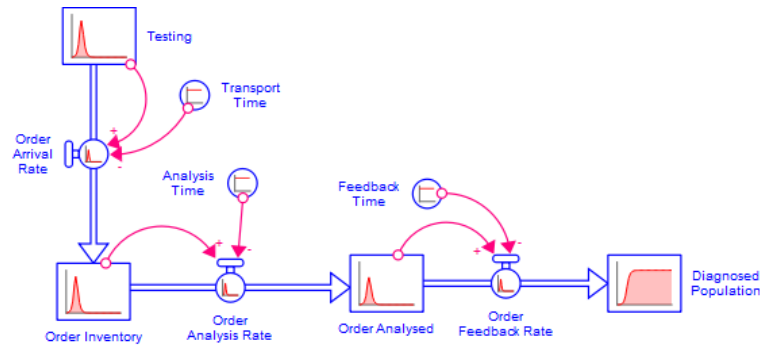 Testing
Transport
Time
+
-
Order
Arrival
Rate
Analysis
Time
Feedback
Time
+
-
+
-
Order Inventory
Order
Analysis Rate
Order Analysed
Order
Feedback Rate
Diagnosed
Population